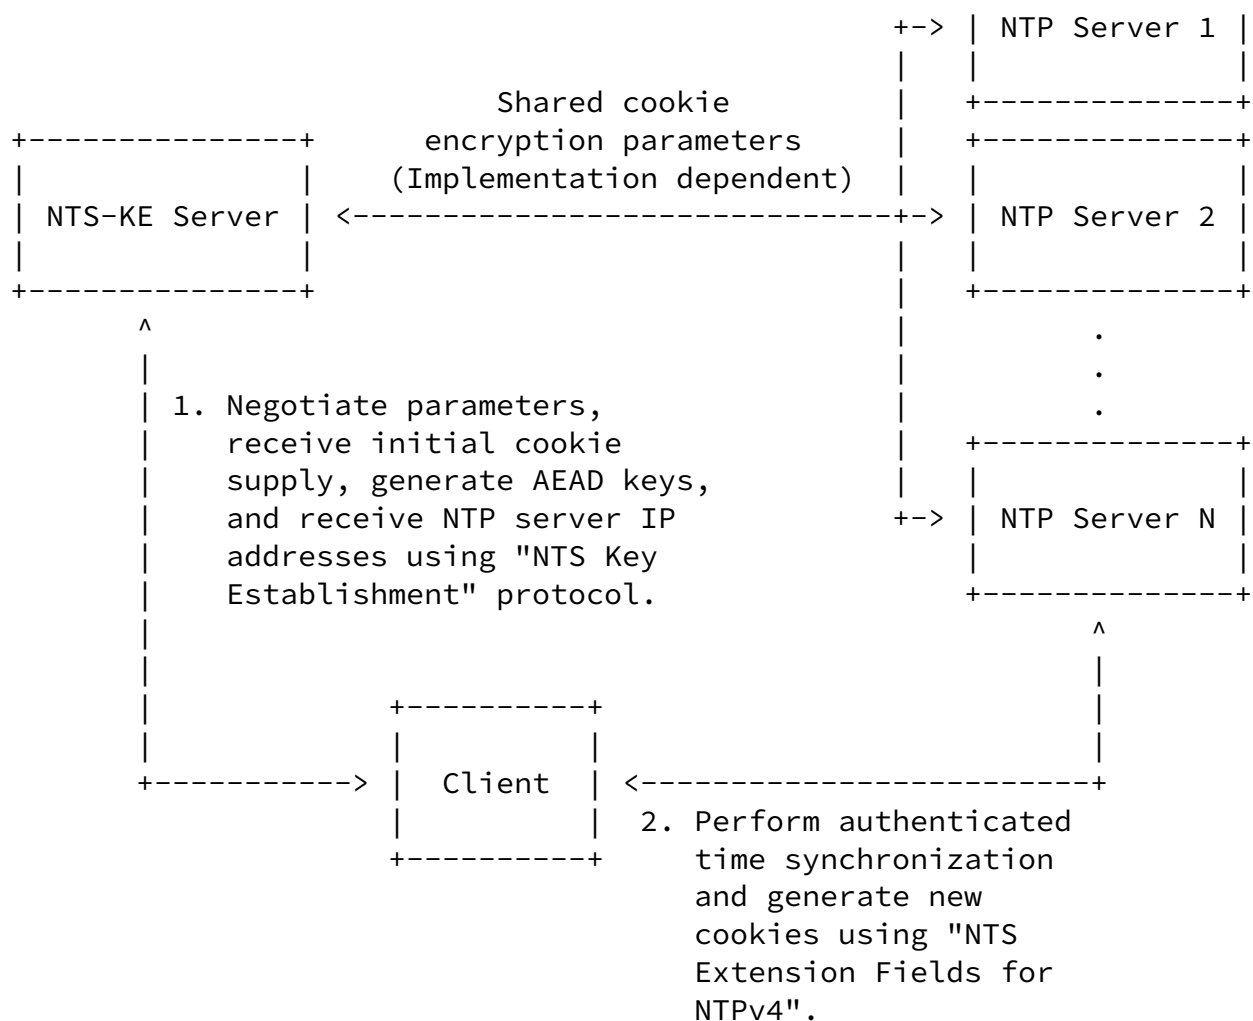 NTP Server 1
Shared cookie
encryption parameters
(Implementation dependent)
NTS-KE Server
NTP Server 2
.
.
.
1. Negotiate parameters,
receive initial cookie
supply, generate AEAD keys,
and receive NTP server IP
addresses using "NTS Key
Establishment" protocol.
NTP Server N
Client
2. Perform authenticated
time synchronization
and generate new
cookies using "NTS
Extension Fields for
NTPv4".